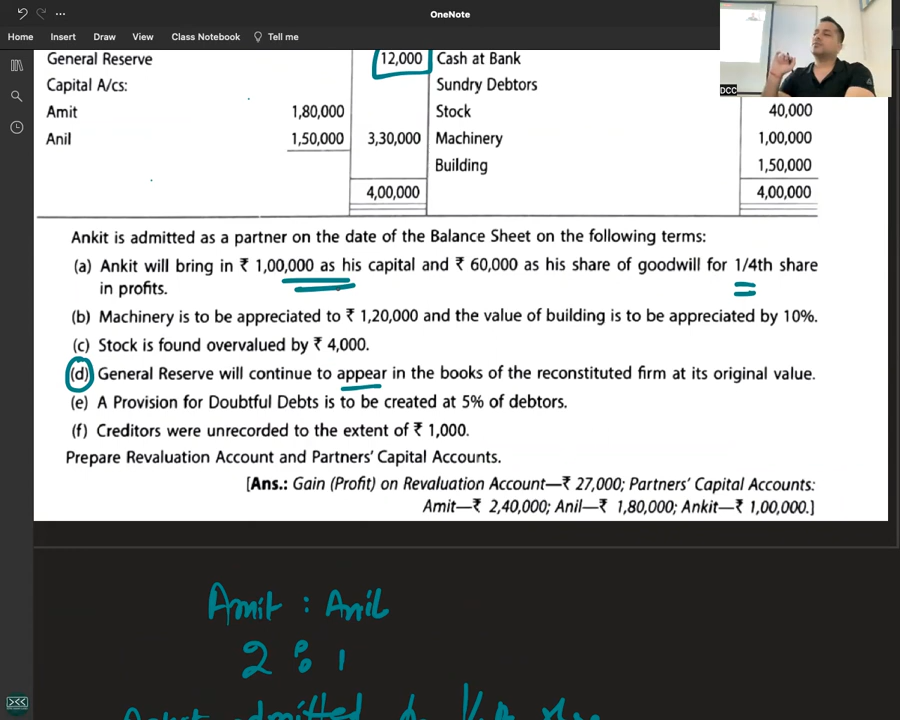 OneNote
Home Insert Draw View Class Notebook Tell me
General Reserve 12,000 Cash at Bank
Capital A/cs: Sundry Debtors
DCC
Amit 1,80,000 Stock 40,000
Anil 1,50,000 3,30,000 Machinery 1,00,000
Building 1,50,000
4,00,000 4,00,000
Ankit is admitted as a partner on the date of the Balance Sheet on the following terms:
(a) Ankit will bring in ₹ 1,00,000 as his capital and ₹ 60,000 as his share of goodwill for 1/4th share
in profits.
(b) Machinery is to be appreciated to ₹ 1,20,000 and the value of building is to be appreciated by 10%.
(c) Stock is found overvalued by ₹ 4,000.
(d) General Reserve will continue to appear in the books of the reconstituted firm at its original value.
(e) A Provision for Doubtful Debts is to be created at 5% of debtors.
(f) Creditors were unrecorded to the extent of ₹ 1,000.
Prepare Revaluation Account and Partners' Capital Accounts.
[Ans.: Gain (Profit) on Revaluation Account—₹ 27,000; Partners' Capital Accounts:
Amit—₹ 2,40,000; Anil—₹ 1,80,000; Ankit—₹ 1,00,000.]
Amit : Anil
2 : 1
Ankit admitted for 1/4th share